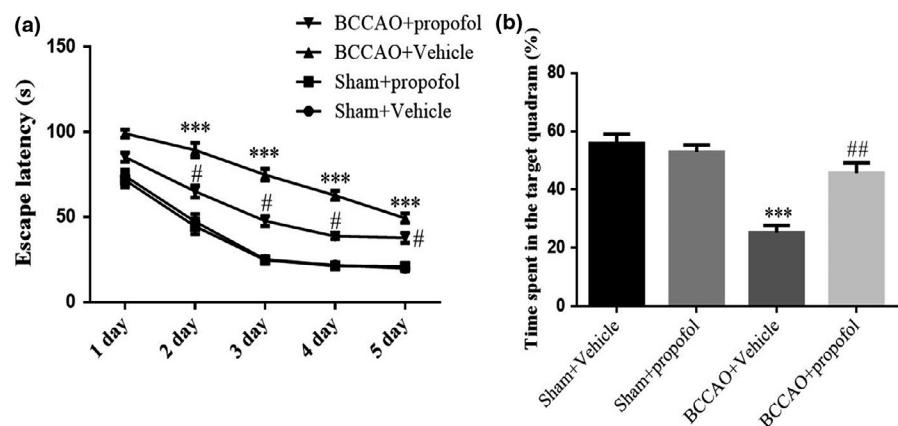 (a)
BCCAO+propofol
BCCAO+Vehicle
Sham+propofol
Sham+Vehicle
Escape latency (s)
150
100
50
0
***
***
***
***
#
#
#
#
1 day
2 day
3 day
4 day
5 day
(b)
Time spent in the target quadram (%)
80
60
40
20
0
***
##
Sham+Vehicle
Sham+propofol
BCCAO+Vehicle
BCCAO+propofol